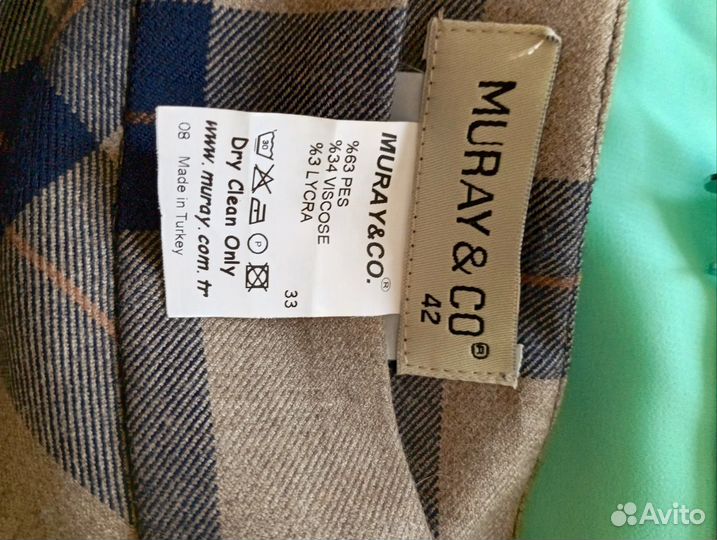 MURAY & CO ®
42
MURAY&CO.®
%63 PES
%34 VISCOSE
%3 LYCRA
33
30 P
Dry Clean Only
www.muray.com.tr
08 Made in Turkey
Avito